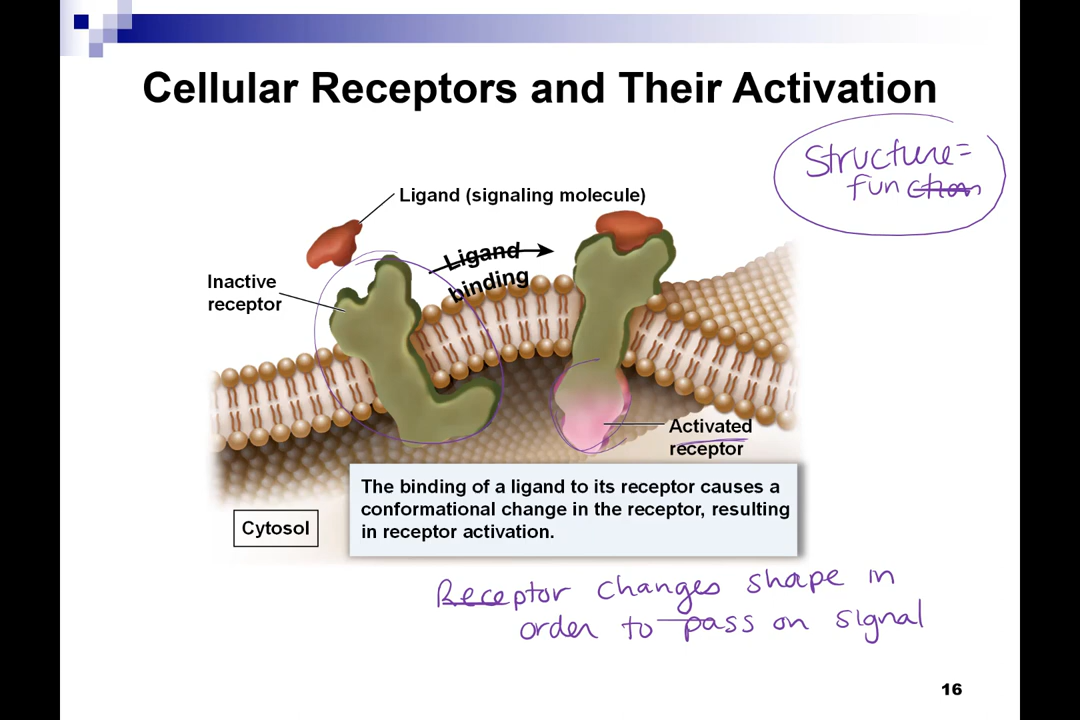 Cellular Receptors and Their Activation
Structure=
function
Ligand (signaling molecule)
Ligand
binding
Inactive
receptor
Activated
receptor
The binding of a ligand to its receptor causes a
conformational change in the receptor, resulting
in receptor activation.
Cytosol
Receptor changes shape in
order to pass on signal
16